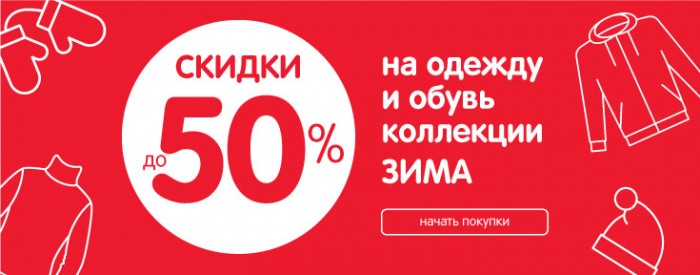 СКИДКИ
до 50%
на одежду
и обувь
коллекции
ЗИМА
начать покупки